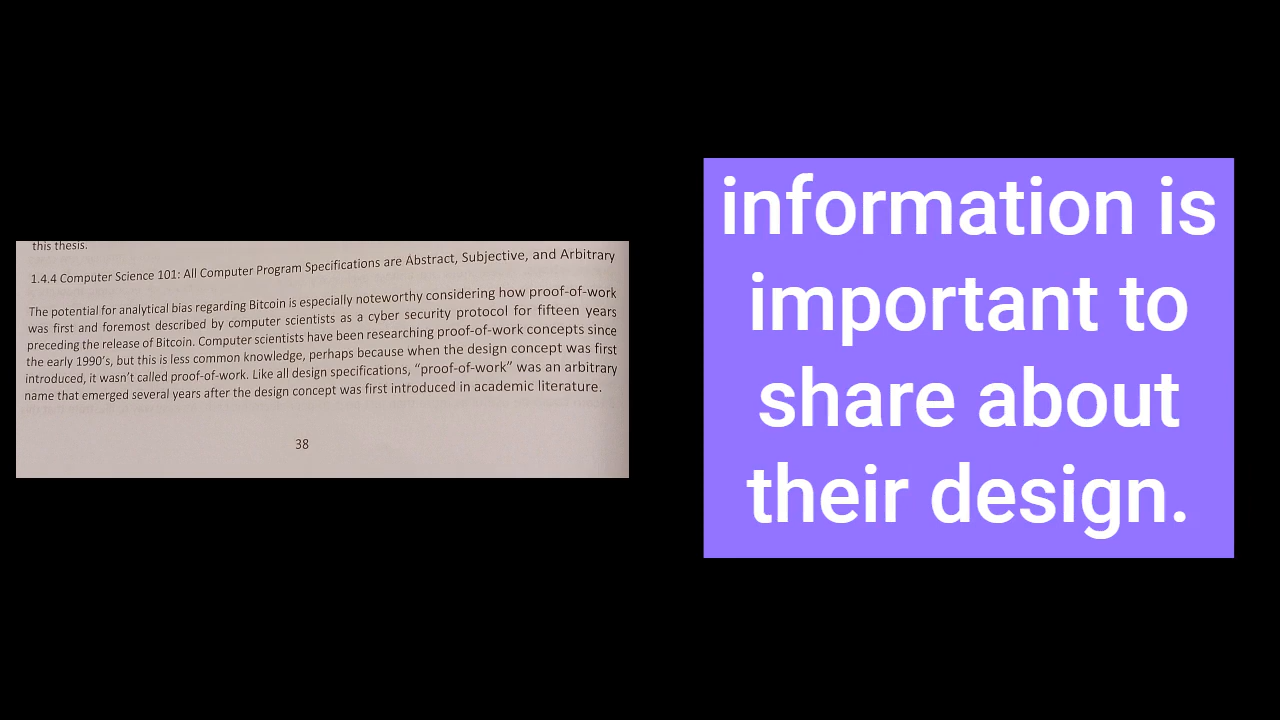 this thesis.
1.4.4 Computer Science 101: All Computer Program Specifications are Abstract, Subjective, and Arbitrary
The potential for analytical bias regarding Bitcoin is especially noteworthy considering how proof-of-work
was first and foremost described by computer scientists as a cyber security protocol for fifteen years
preceding the release of Bitcoin. Computer scientists have been researching proof-of-work concepts since
the early 1990’s, but this is less common knowledge, perhaps because when the design concept was first
introduced, it wasn’t called proof-of-work. Like all design specifications, “proof-of-work” was an arbitrary
name that emerged several years after the design concept was first introduced in academic literature.
38
information is
important to
share about
their design.